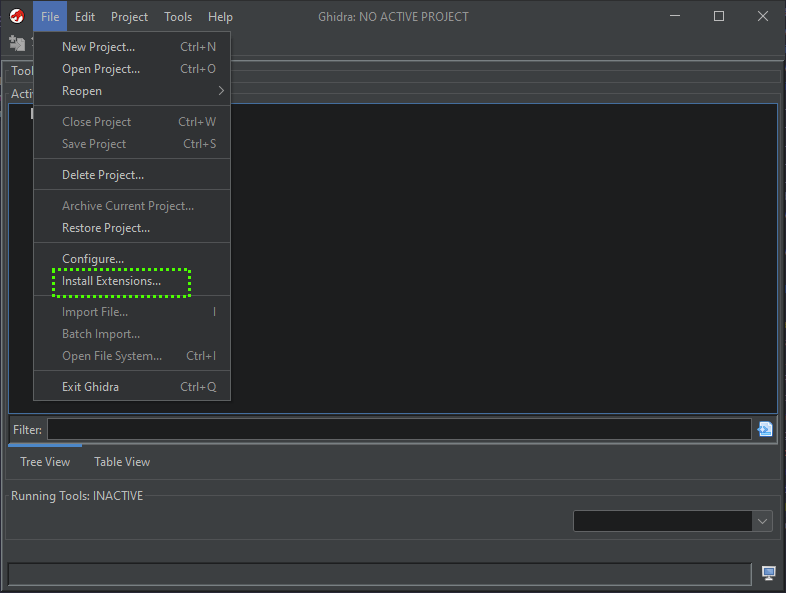 File Edit Project Tools Help
Ghidra: NO ACTIVE PROJECT
New Project... Ctrl+N
Open Project... Ctrl+O
Reopen
Close Project Ctrl+W
Save Project Ctrl+S
Delete Project...
Archive Current Project...
Restore Project...
Configure...
Install Extensions...
Import File... I
Batch Import...
Open File System... Ctrl+I
Exit Ghidra Ctrl+Q
Filter:
Tree View Table View
Running Tools: INACTIVE